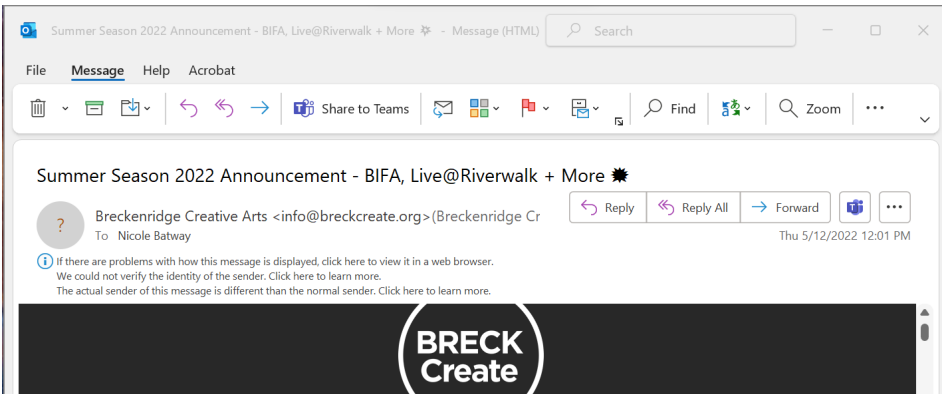 Summer Season 2022 Announcement - BIFA, Live@Riverwalk + More ✸ - Message (HTML) Search
File Message Help Acrobat
Share to Teams Find Zoom
Summer Season 2022 Announcement - BIFA, Live@Riverwalk + More ✸
? Breckenridge Creative Arts <info@breckcreate.org>(Breckenridge Cr Reply Reply All Forward
To Nicole Batway Thu 5/12/2022 12:01 PM
If there are problems with how this message is displayed, click here to view it in a web browser.
We could not verify the identity of the sender. Click here to learn more.
The actual sender of this message is different than the normal sender. Click here to learn more.
BRECK
Create